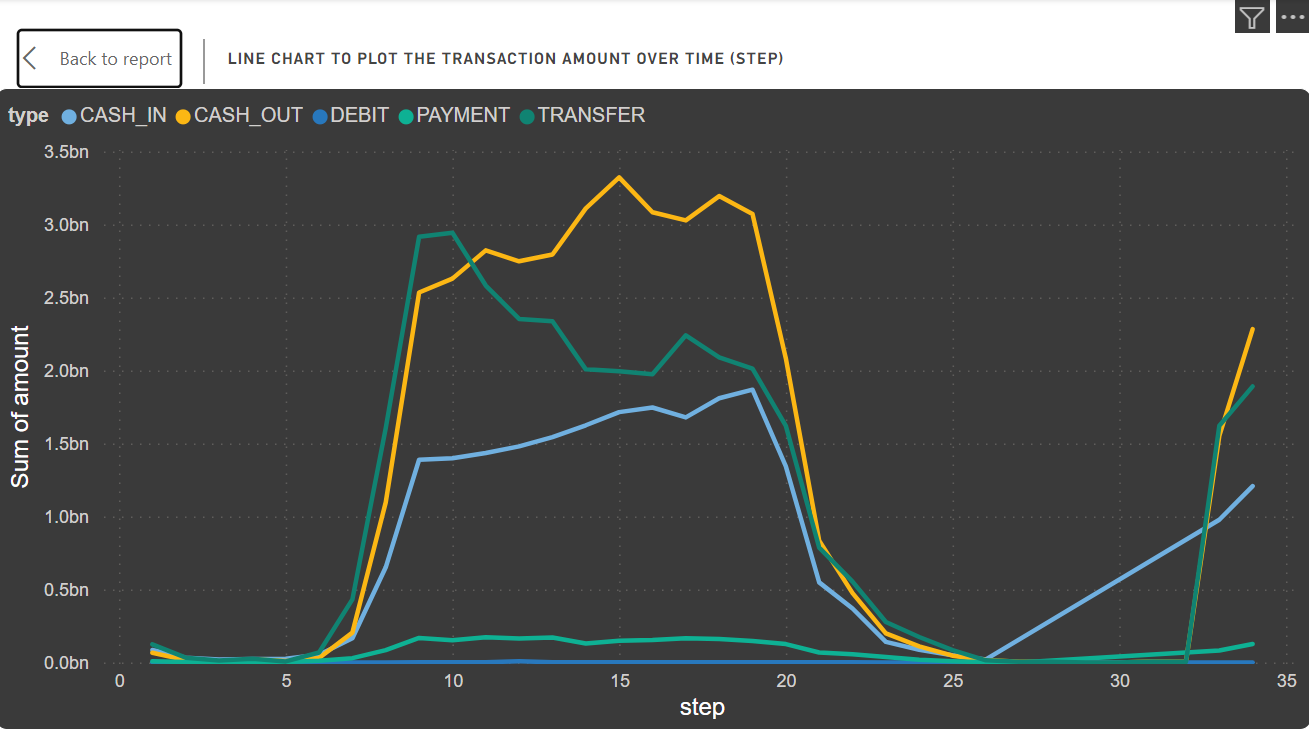 Back to report
LINE CHART TO PLOT THE TRANSACTION AMOUNT OVER TIME (STEP)
type CASH_IN CASH_OUT DEBIT PAYMENT TRANSFER
3.5bn
3.0bn
2.5bn
2.0bn
1.5bn
1.0bn
0.5bn
0.0bn
Sum of amount
0 5 10 15 20 25 30 35
step